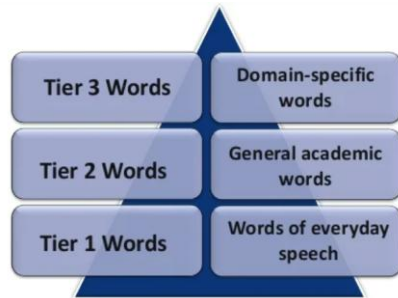 Tier 3 Words
Domain-specific
words
Tier 2 Words
General academic
words
Tier 1 Words
Words of everyday
speech